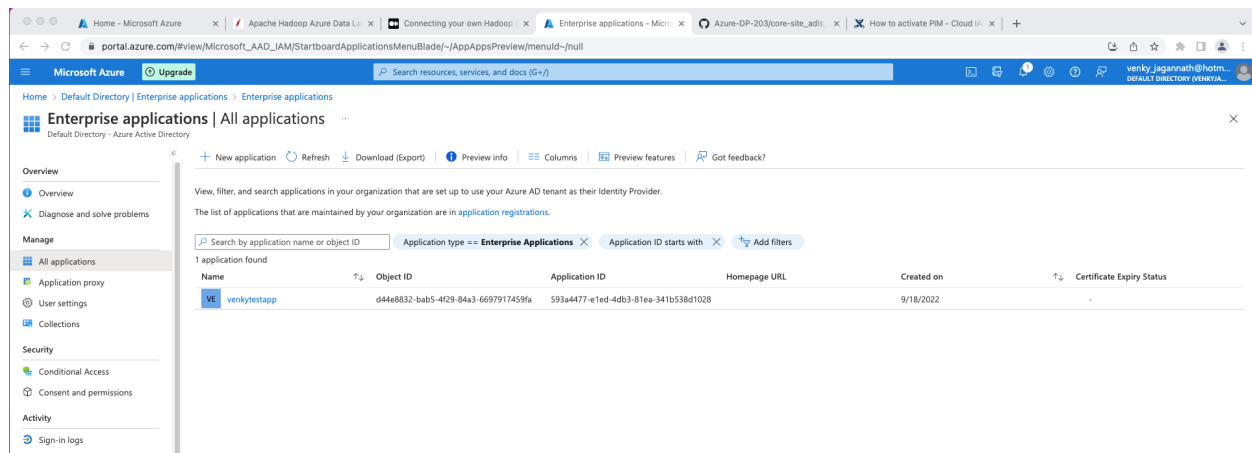 Home - Microsoft Azure
Apache Hadoop Azure Data La
Connecting your own Hadoop
Enterprise applications - Micro
Azure-DP-203/core-site_adls_
How to activate PIM - Cloud IA
portal.azure.com/#view/Microsoft_AAD_IAM/StartboardApplicationsMenuBlade/~/AppAppsPreview/menuId~/null
Microsoft Azure
Upgrade
Search resources, services, and docs (G+/)
1
venky_jagannath@hotm...
DEFAULT DIRECTORY (VENKYJA...
Home > Default Directory | Enterprise applications > Enterprise applications
Enterprise applications | All applications ...
Default Directory - Azure Active Directory
Overview
Overview
Diagnose and solve problems
Manage
All applications
Application proxy
User settings
Collections
Security
Conditional Access
Consent and permissions
Activity
Sign-in logs
New application Refresh Download (Export) Preview info Columns Preview features Got feedback?
View, filter, and search applications in your organization that are set up to use your Azure AD tenant as their Identity Provider.
The list of applications that are maintained by your organization are in application registrations.
Search by application name or object ID Application type == Enterprise Applications Application ID starts with Add filters
1 application found
Name Object ID Application ID Homepage URL Created on Certificate Expiry Status
VE venkytestapp d44e8832-bab5-4f29-84a3-6697917459fa 593a4477-e1ed-4db3-81ea-341b538d1028 9/18/2022 -